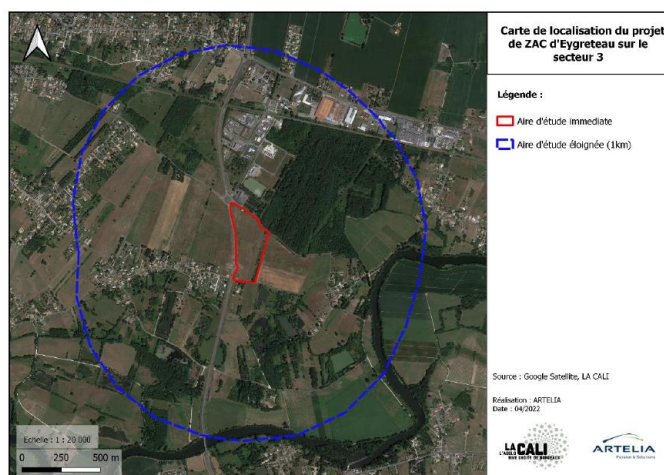 Carte de localisation du projet
de ZAC d'Eygreteau sur le
secteur 3
Légende :
Aire d'étude immediate
Aire d'étude éloignée (1km)
Source : Google Satellite, LA CALI
Réalisation : ARTELIA
Date : 04/2022
Echelle : 1 : 20 000
0 250 500 m
LA
CALI
L'AGGLO
ARTELIA